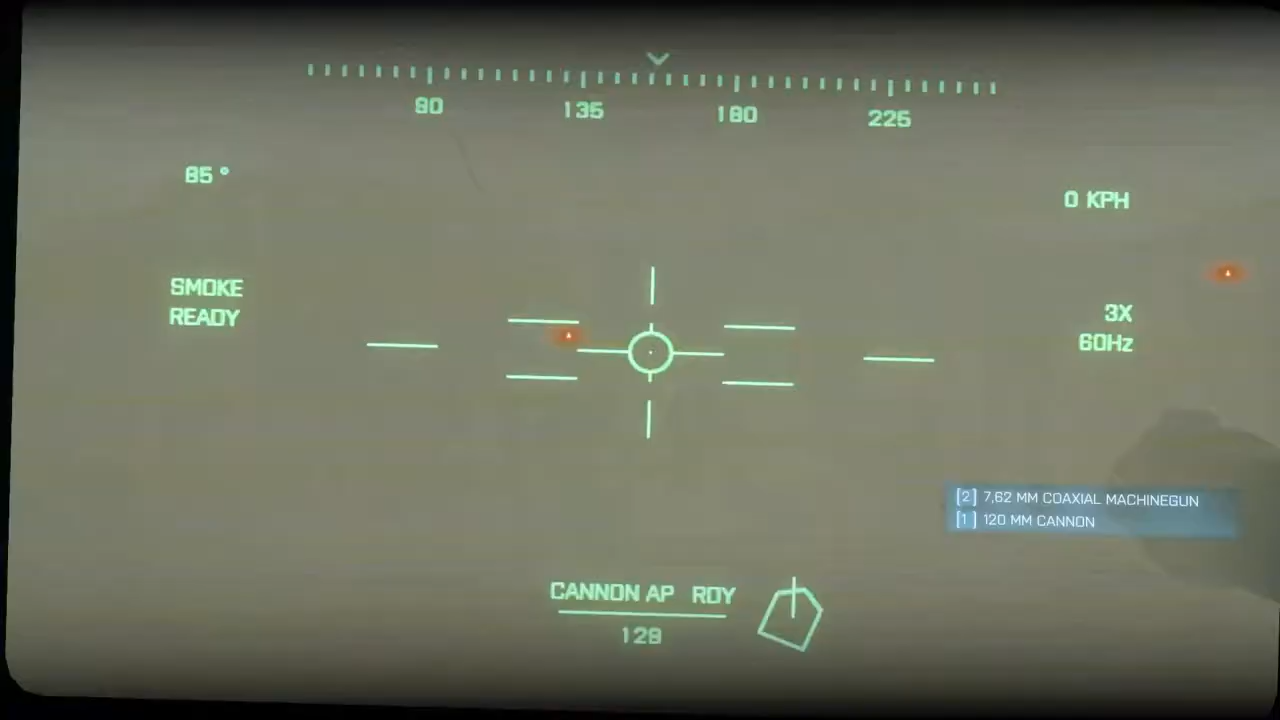 90 135 180 225
85 °
0 KPH
SMOKE
READY
3X
60Hz
[2] 7,62 MM COAXIAL MACHINEGUN
[1] 120 MM CANNON
CANNON AP RDY
128